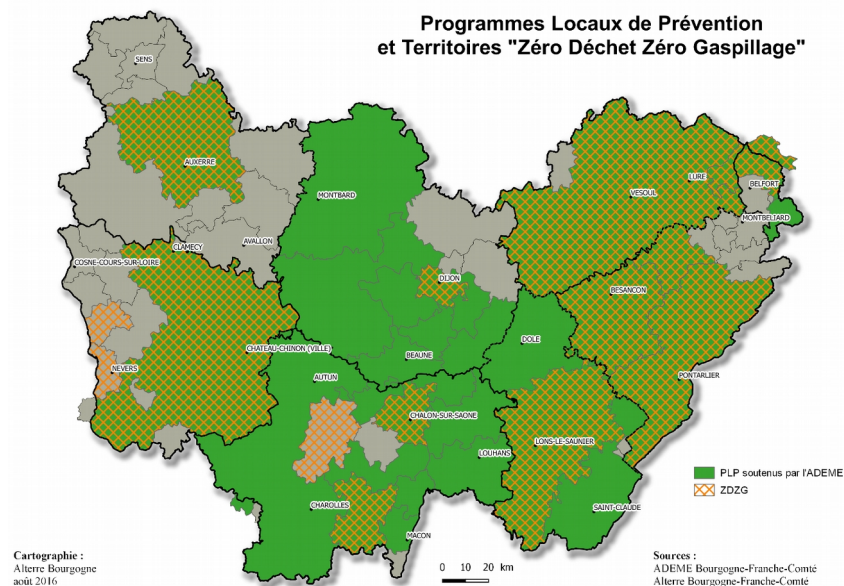 Programmes Locaux de Prévention
et Territoires "Zéro Déchet Zéro Gaspillage"
SENS
AUXERRE
MONTBARD
VESOUL
LURE
BELFORT
MONTBELIARD
AVALLON
CLAMECY
COSNE-COURS-SUR-LOIRE
DIJON
BESANCON
CHATEAU-CHINON (VILLE)
BEAUNE
DOLE
NEVERS
AUTUN
PONTARLIER
CHALON-SUR-SAONE
LONS-LE-SAUNIER
LOUHANS
PLP soutenus par l'ADEME
ZDZG
CHAROLLES
SAINT-CLAUDE
MACON
Cartographie :
Alterre Bourgogne
août 2016
0 10 20 km
Sources :
ADEME Bourgogne-Franche-Comté
Alterre Bourgogne-Franche-Comté